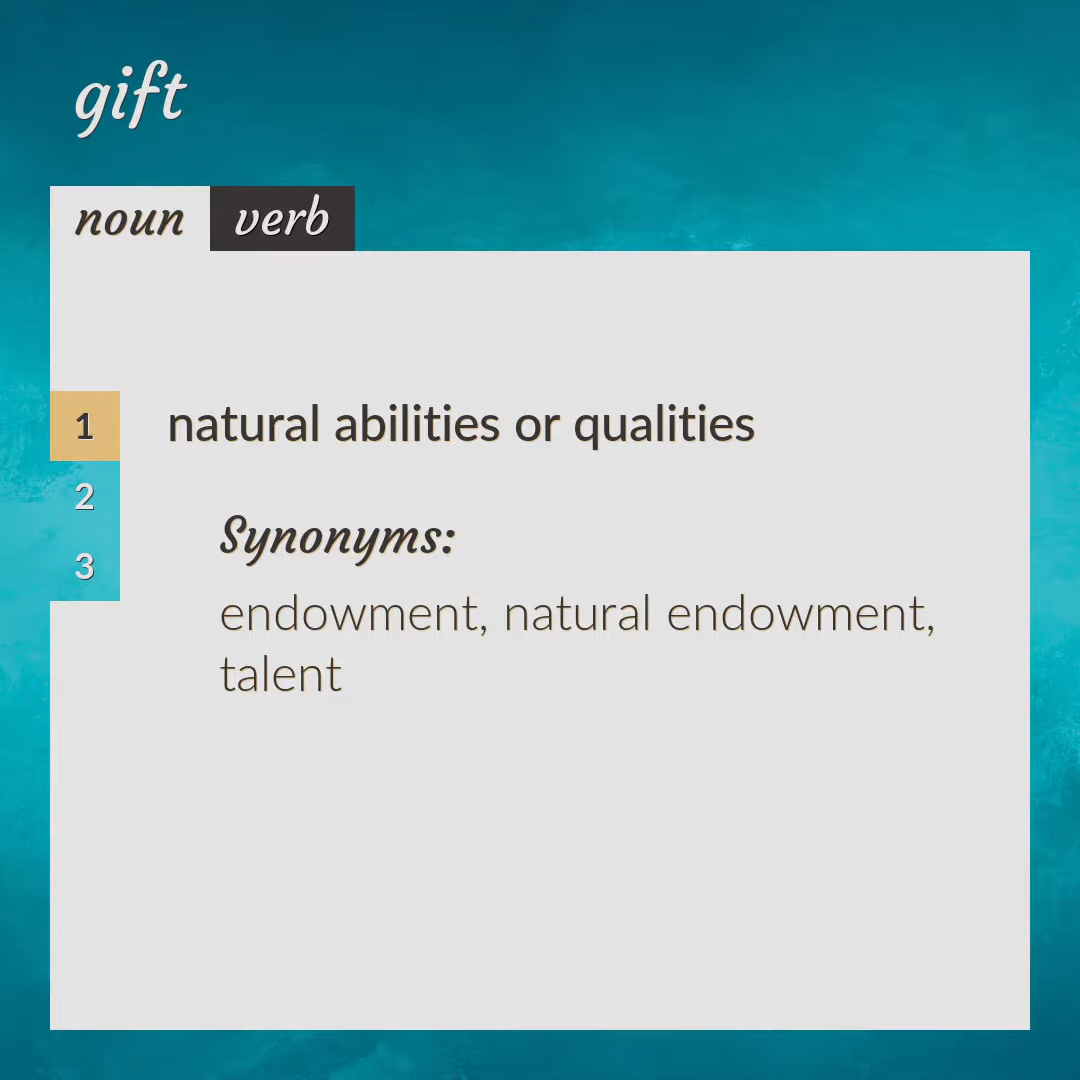 gift
noun verb
1 natural abilities or qualities
2
3
Synonyms:
endowment, natural endowment,
talent